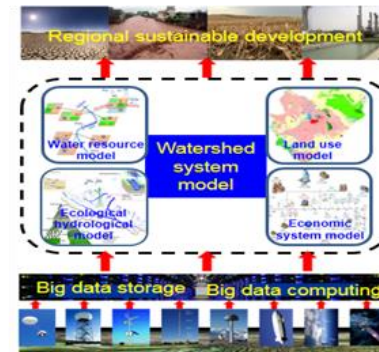 Regional sustainable development
Water resource
model
Watershed
system
model
Land use
model
Ecological
hydrological
model
Economic
system model
Big data storage
Big data computing